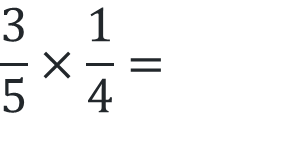 3/5 × 1/4 =